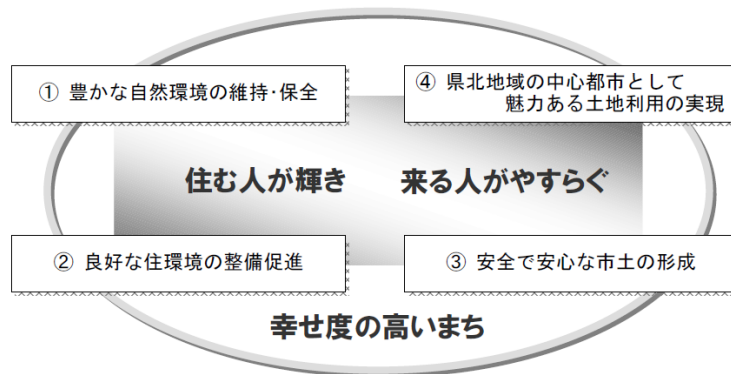 ① 豊かな自然環境の維持・保全
④ 県北地域の中心都市として
魅力ある土地利用の実現
住む人が輝き　来る人がやすらぐ
② 良好な住環境の整備促進
③ 安全で安心な市土の形成
幸せ度の高いまち